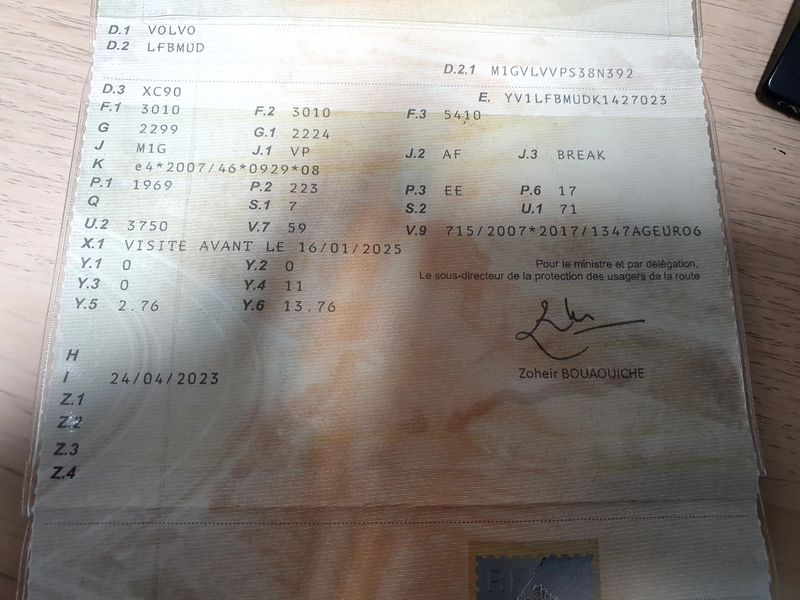 D.1 VOLVO
D.2 LFBMUD
D.2.1 M1GVLVVPS38N392
D.3 XC90
E. YV1LFBMUDK1427023
F.1 3010 F.2 3010 F.3 5410
G 2299 G.1 2224
J M1G J.1 VP J.2 AF J.3 BREAK
K e4*2007/46*0929*08
P.1 1969 P.2 223 P.3 EE P.6 17
Q S.1 7 S.2 U.1 71
U.2 3750 V.7 59 V.9 715/2007*2017/1347AGEURO6
X.1 VISITE AVANT LE 16/01/2025
Y.1 0 Y.2 0
Pour le ministre et par délégation,
Le sous-directeur de la protection des usagers de la route
Y.3 0 Y.4 11
Y.5 2.76 Y.6 13.76
H
Zoheir BOUAOUICHE
I 24/04/2023
Z.1
Z.2
Z.3
Z.4